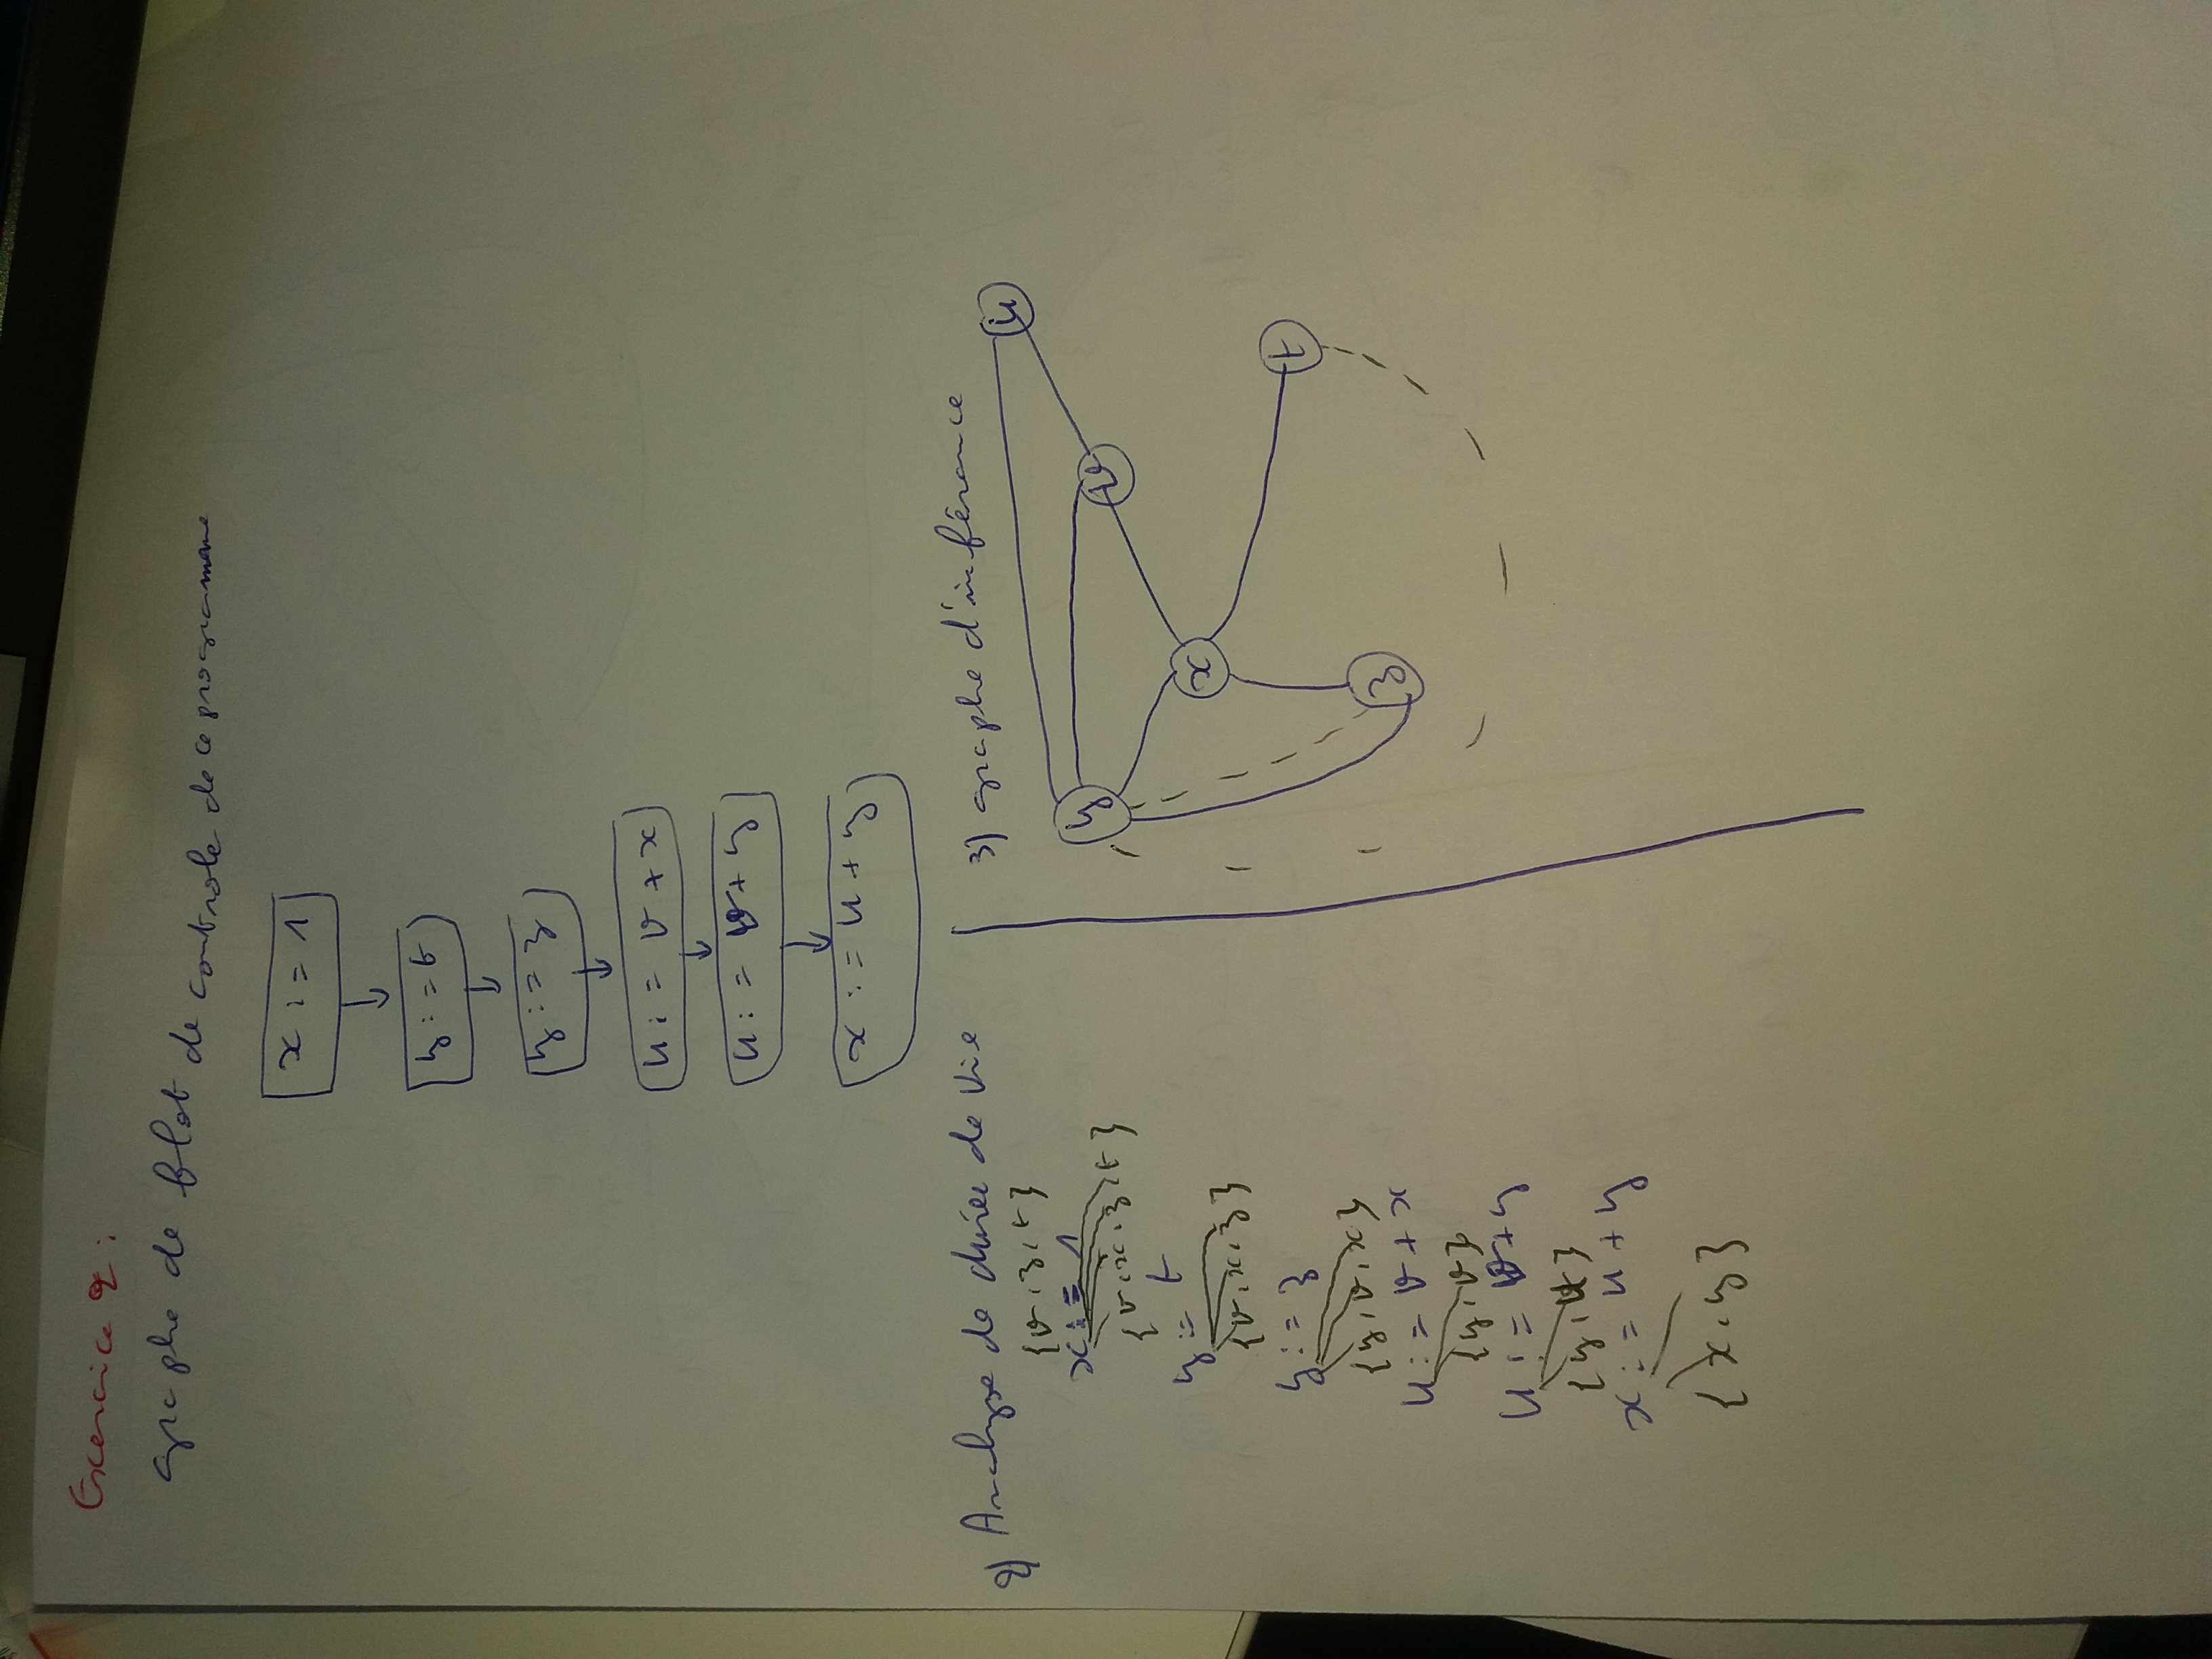 Exercice 2 :
graphe de flot de controle de ce programme
x := 1
y := t
y := z
u := v + x
u := v + y
x := u + y
2) Analyse de durée de vie
{v, z, t}
x := 1
{v, x, z, t}
y := t
{v, x, z}
y := z
{y, v, x}
u := v + x
{y, v}
u := v + y
{y, u}
x := u + y
{x, y}
3) graphe d'inférance
u
y
v
x
t
z